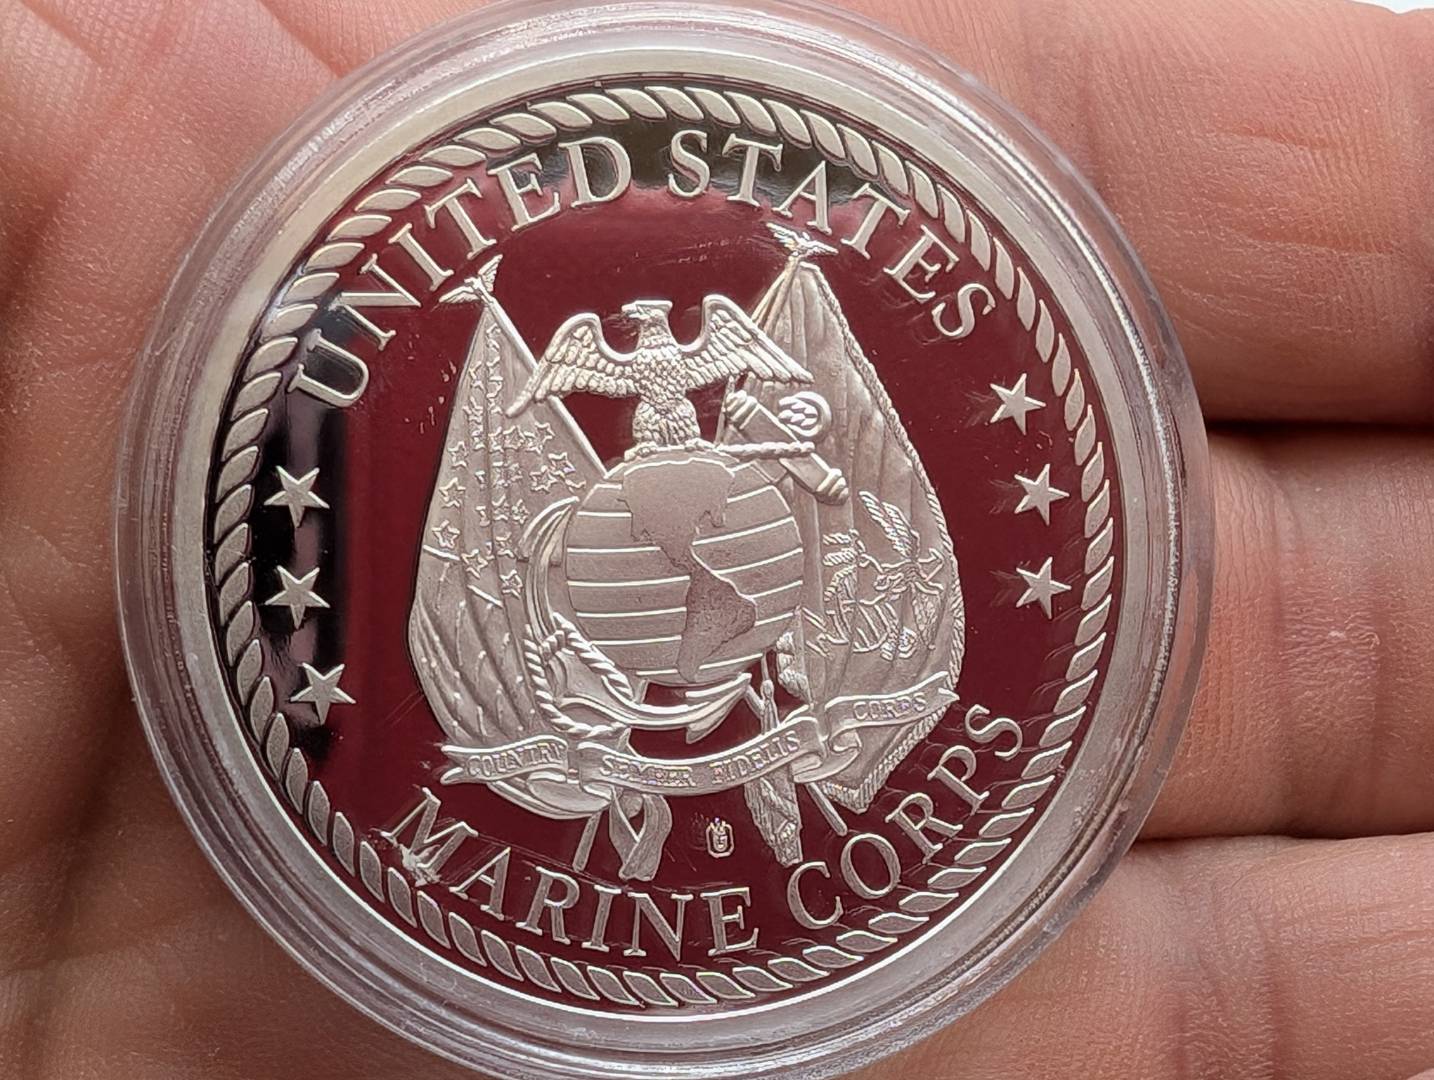 UNITED STATES
COUNTRY SEMPER FIDELIS CORPS
MARINE CORPS